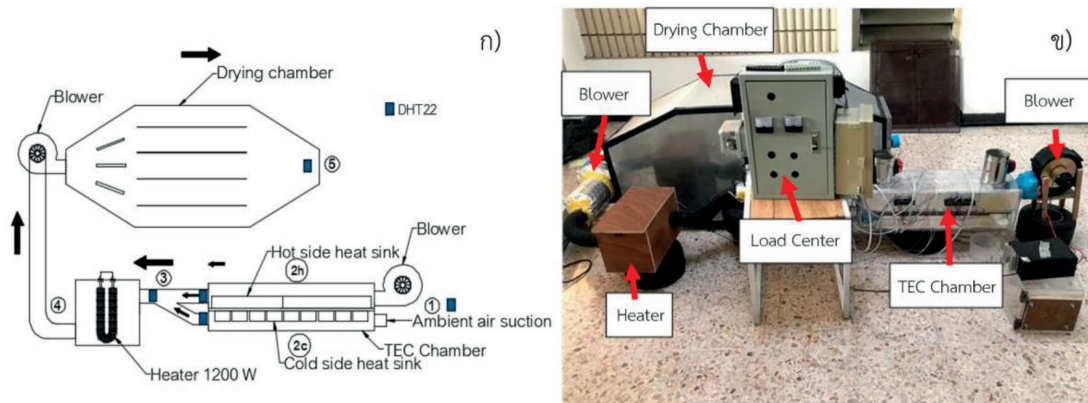 ก)
Drying chamber
Blower
DHT22
⑤
Blower
Hot side heat sink
2h
③
①
④
Ambient air suction
2c
TEC Chamber
Cold side heat sink
Heater 1200 W
ข)
Drying Chamber
Blower
Blower
Load Center
TEC Chamber
Heater